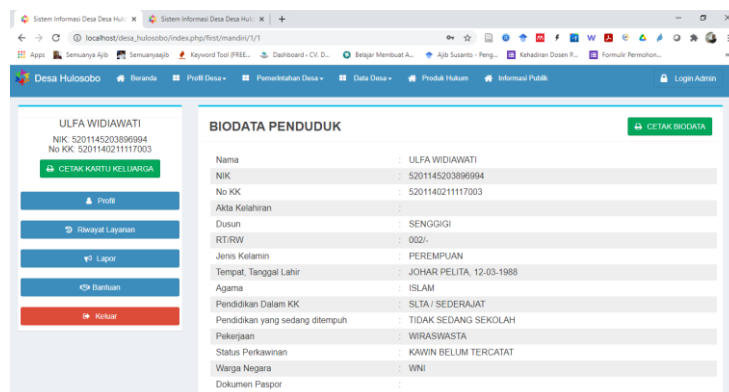 Sistem Informasi Desa Desa Hulo
Sistem Informasi Desa Desa Hulo
localhost/desa_hulosobo/index.php/first/mandiri/1/1
Apps
Semuanya Ajib
Semuanyaajib
Keyword Tool (FREE...
Dashboard ‹ CV. D...
Belajar Membuat A...
Ajib Susanto - Peng...
Kehadiran Dosen R...
Formulir Permohon...
Desa Hulosobo
Beranda
Profil Desa
Pemerintahan Desa
Data Desa
Produk Hukum
Informasi Publik
Login Admin
ULFA WIDIAWATI
NIK: 5201145203896994
No KK: 5201140211117003
CETAK KARTU KELUARGA
Profil
Riwayat Layanan
Lapor
Bantuan
Keluar
BIODATA PENDUDUK
CETAK BIODATA
Nama : ULFA WIDIAWATI
NIK : 5201145203896994
No KK : 5201140211117003
Akta Kelahiran :
Dusun : SENGGIGI
RT/RW : 002/-
Jenis Kelamin : PEREMPUAN
Tempat, Tanggal Lahir : JOHAR PELITA, 12-03-1988
Agama : ISLAM
Pendidikan Dalam KK : SLTA / SEDERAJAT
Pendidikan yang sedang ditempuh : TIDAK SEDANG SEKOLAH
Pekerjaan : WIRASWASTA
Status Perkawinan : KAWIN BELUM TERCATAT
Warga Negara : WNI
Dokumen Paspor :